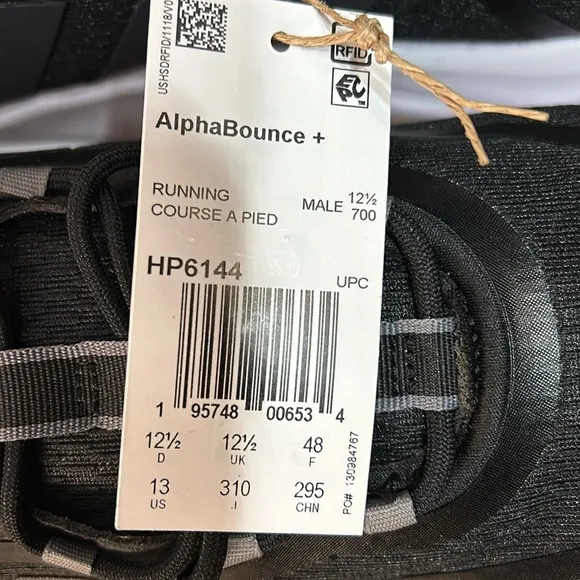 USHSDRFID/1118/V0
RFID
EPC™
AlphaBounce +
RUNNING
COURSE A PIED
MALE 12½
700
HP6144
UPC
1 95748 00653 4
12½ 12½ 48
D UK F
13 310 295
US J CHN
PO# 130984767